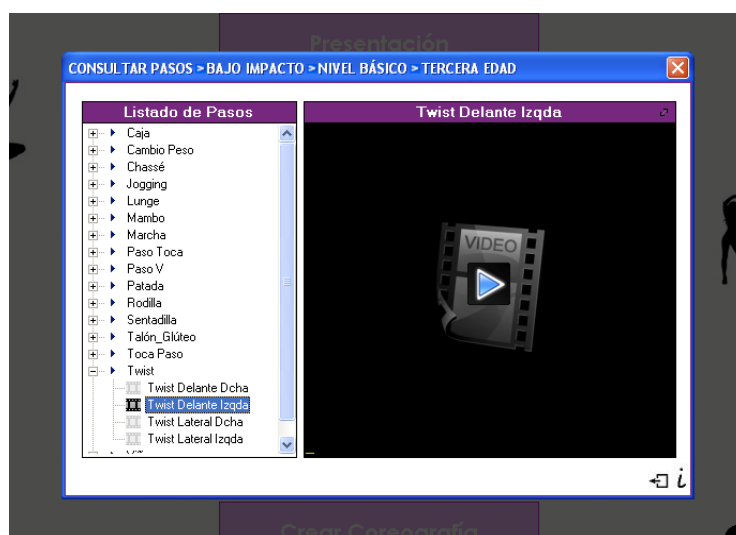 Presentación
CONSULTAR PASOS > BAJO IMPACTO > NIVEL BÁSICO > TERCERA EDAD
Listado de Pasos
Twist Delante Izqda
Caja
Cambio Peso
Chassé
Jogging
Lunge
Mambo
Marcha
Paso Toca
Paso V
Patada
Rodilla
Sentadilla
Talón_Glúteo
Toca Paso
Twist
Twist Delante Dcha
Twist Delante Izqda
Twist Lateral Dcha
Twist Lateral Izqda
VIDEO
i
Crear Coreografía